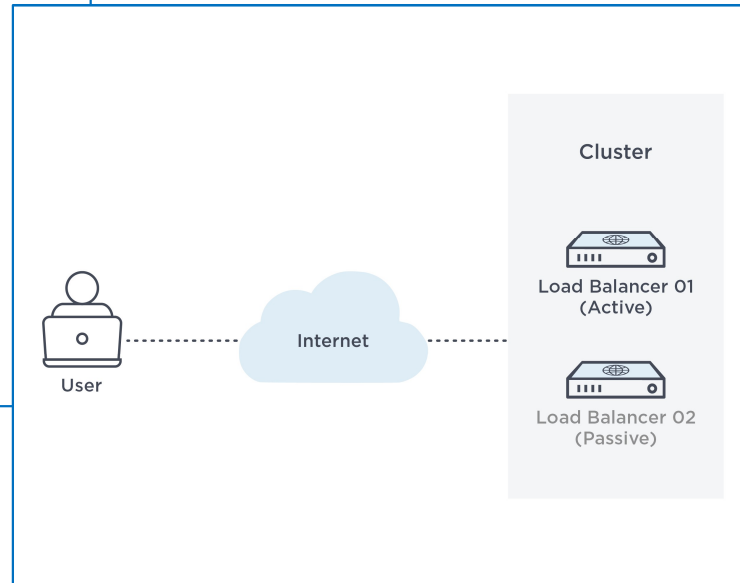 Cluster
Load Balancer 01
(Active)
Internet
User
Load Balancer 02
(Passive)